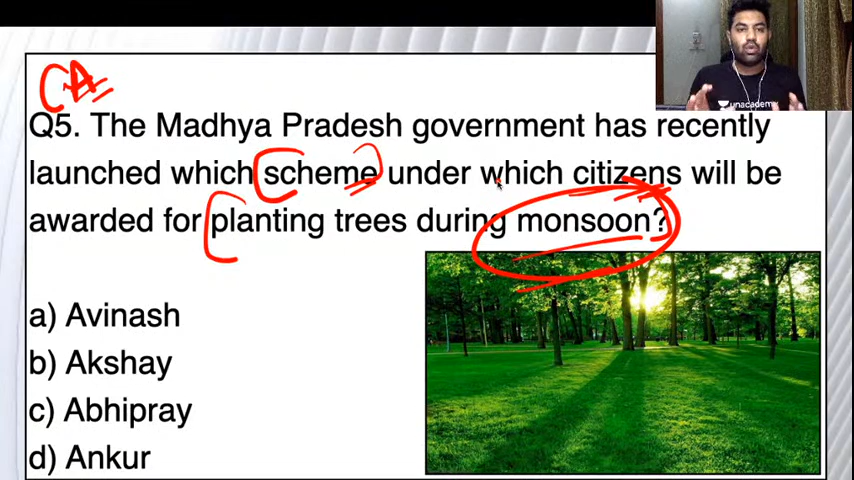 CA
unacademy
Q5. The Madhya Pradesh government has recently
launched which scheme under which citizens will be
awarded for planting trees during monsoon?
a) Avinash
b) Akshay
c) Abhipray
d) Ankur